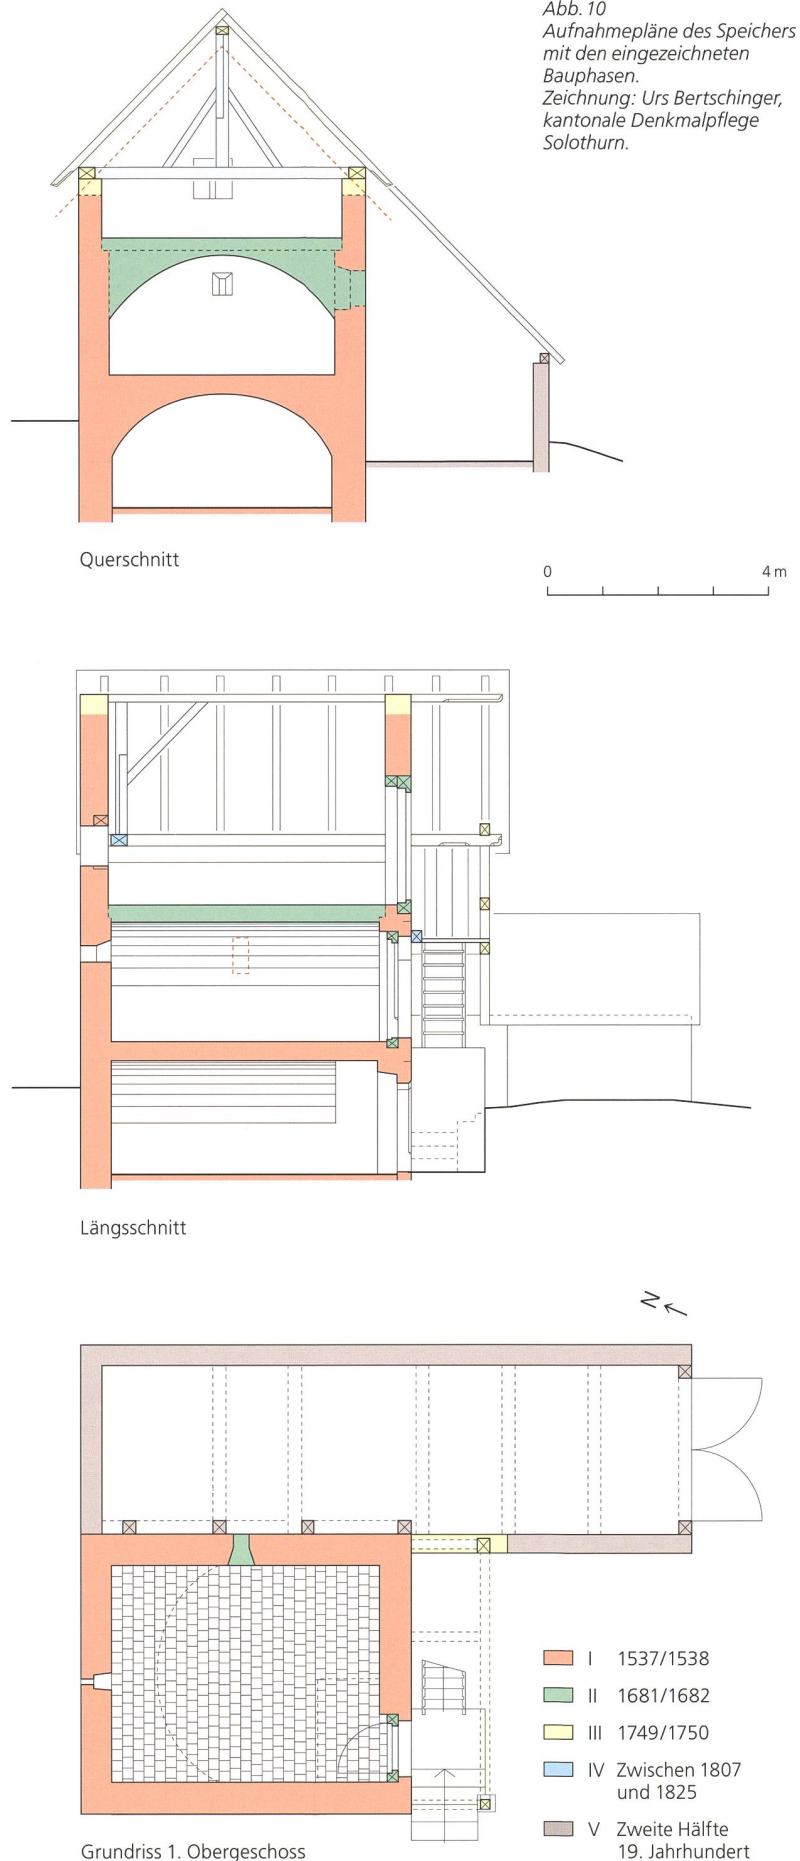 Abb. 10
Aufnahmepläne des Speichers
mit den eingezeichneten
Bauphasen.
Zeichnung: Urs Bertschinger,
kantonale Denkmalpflege
Solothurn.
Querschnitt
0 4 m
Längsschnitt
N
I 1537/1538
II 1681/1682
III 1749/1750
IV Zwischen 1807
und 1825
V Zweite Hälfte
19. Jahrhundert
Grundriss 1. Obergeschoss